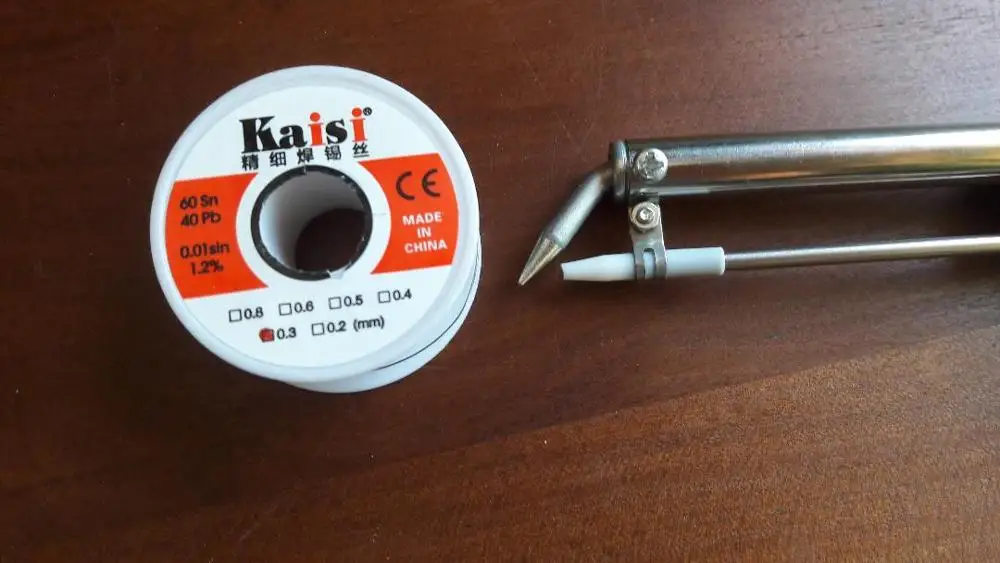 Kaisi®
精细焊锡丝
60 Sn
40 Pb
0.01sin
1.2%
CE
MADE
IN
CHINA
□0.8 □0.6 □0.5 □0.4
□0.3 □0.2 (mm)